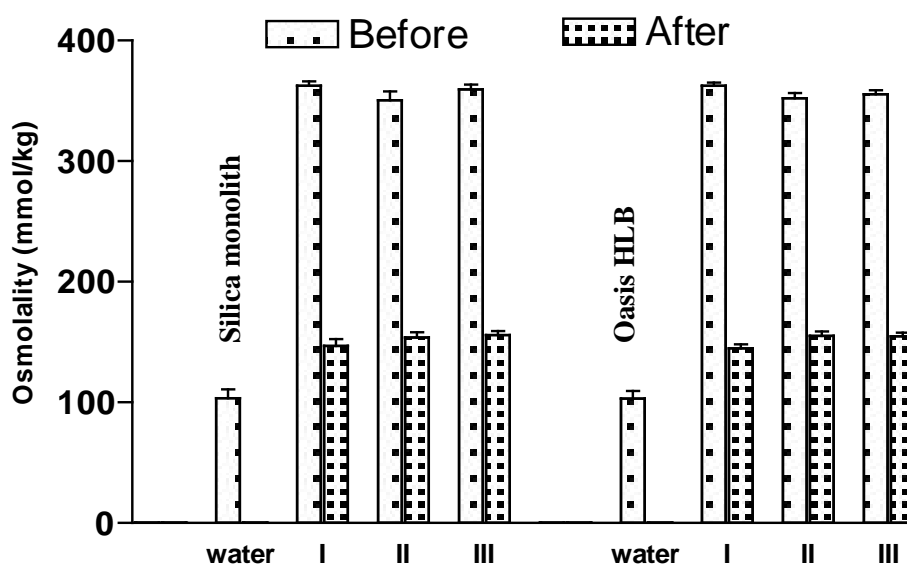 Before After
400
300
200
100
0
Osmolality (mmol/kg)
Silica monolith
Oasis HLB
water I II III water I II III